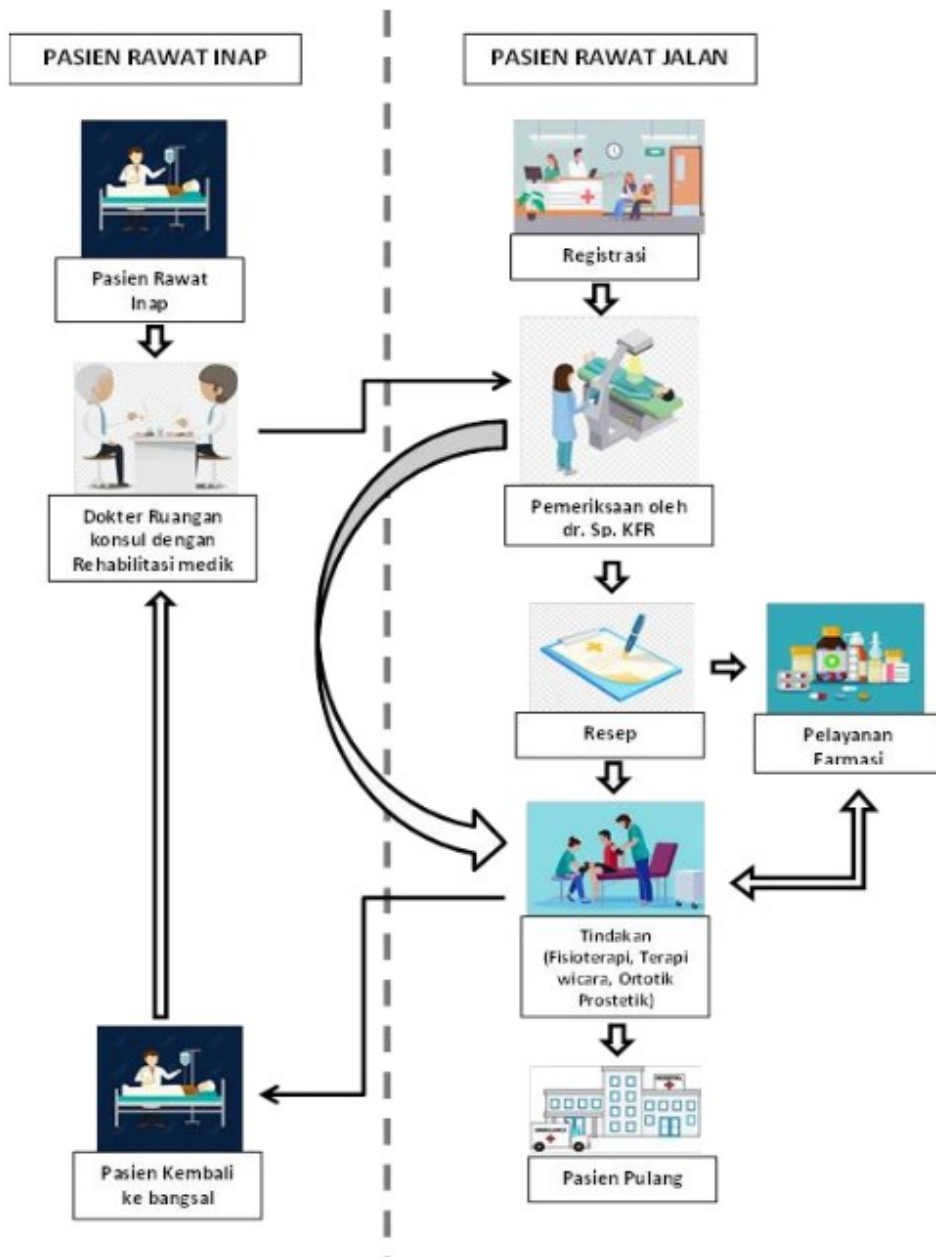 PASIEN RAWAT INAP
PASIEN RAWAT JALAN
Pasien Rawat
Inap
Registrasi
Dokter Ruangan
konsul dengan
Rehabilitasi medik
Pemeriksaan oleh
dr. Sp. KFR
Resep
Pelayanan
Farmasi
Tindakan
(Fisioterapi, Terapi
wicara, Ortotik
Prostetik)
Pasien Kembali
ke bangsal
Pasien Pulang